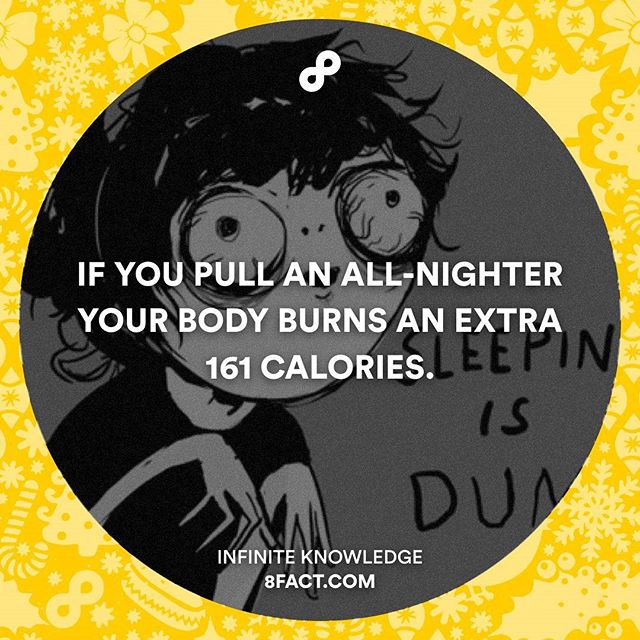 IF YOU PULL AN ALL-NIGHTER
YOUR BODY BURNS AN EXTRA
161 CALORIES.
SLEEPIN
IS
DUM
INFINITE KNOWLEDGE
8FACT.COM